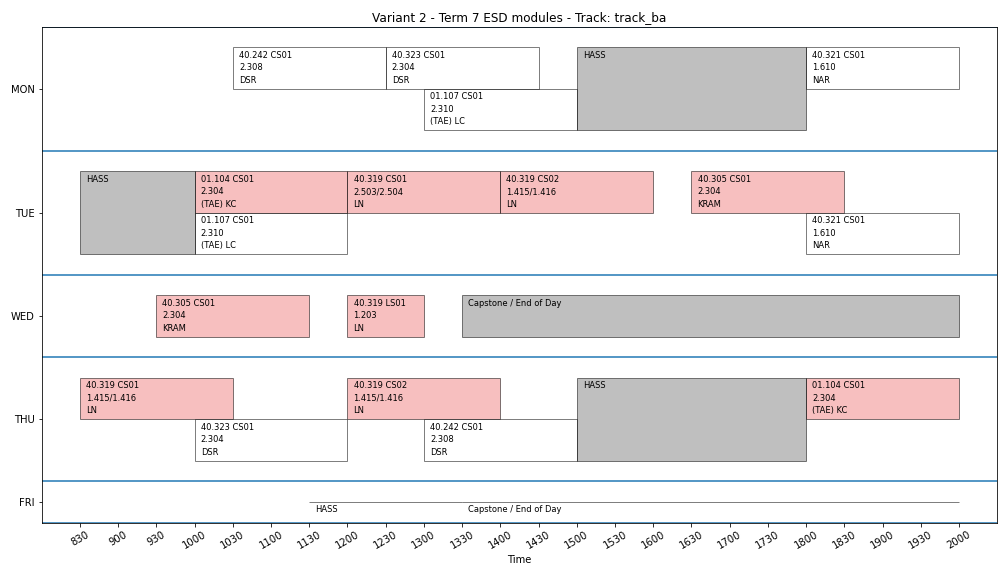 Variant 2 - Term 7 ESD modules - Track: track_ba
MON
40.242 CS01
2.308
DSR
40.323 CS01
2.304
DSR
01.107 CS01
2.310
(TAE) LC
HASS
40.321 CS01
1.610
NAR
TUE
HASS
01.104 CS01
2.304
(TAE) KC
01.107 CS01
2.310
(TAE) LC
40.319 CS01
2.503/2.504
LN
40.319 CS02
1.415/1.416
LN
40.305 CS01
2.304
KRAM
40.321 CS01
1.610
NAR
WED
40.305 CS01
2.304
KRAM
40.319 LS01
1.203
LN
Capstone / End of Day
THU
40.319 CS01
1.415/1.416
LN
40.323 CS01
2.304
DSR
40.319 CS02
1.415/1.416
LN
40.242 CS01
2.308
DSR
HASS
01.104 CS01
2.304
(TAE) KC
FRI
HASS
Capstone / End of Day
830 900 930 1000 1030 1100 1130 1200 1230 1300 1330 1400 1430 1500 1530 1600 1630 1700 1730 1800 1830 1900 1930 2000
Time